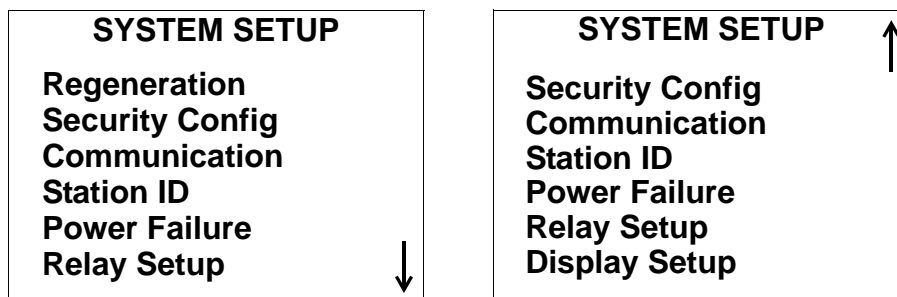 SYSTEM SETUP
Regeneration
Security Config
Communication
Station ID
Power Failure
Relay Setup
SYSTEM SETUP
Security Config
Communication
Station ID
Power Failure
Relay Setup
Display Setup